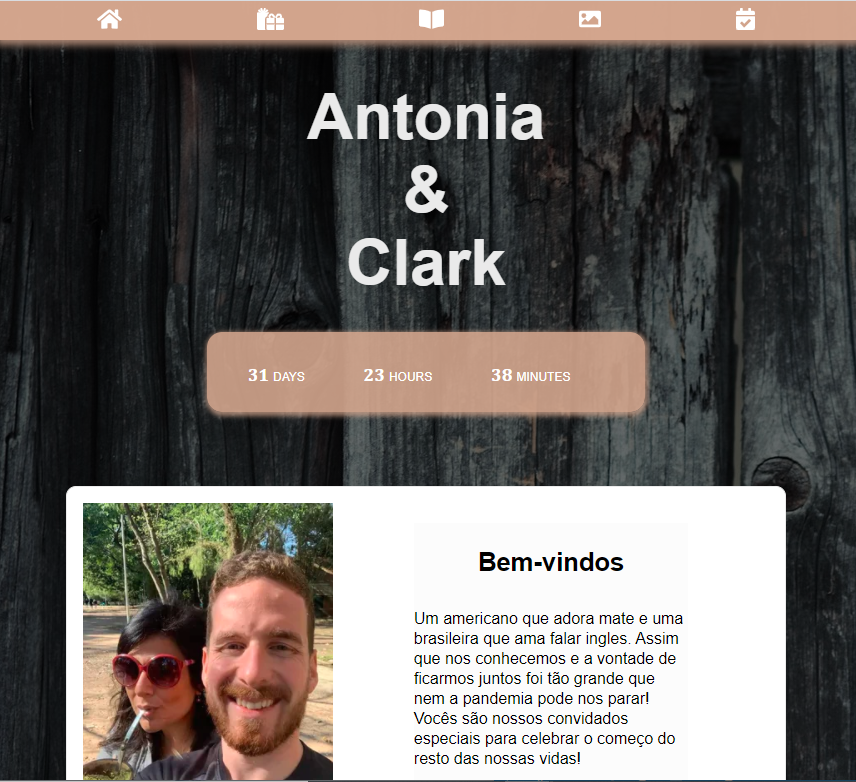 Antonia
&
Clark
31 DAYS 23 HOURS 38 MINUTES
Bem-vindos
Um americano que adora mate e uma
brasileira que ama falar ingles. Assim
que nos conhecemos e a vontade de
ficarmos juntos foi tão grande que
nem a pandemia pode nos parar!
Vocês são nossos convidados
especiais para celebrar o começo do
resto das nossas vidas!